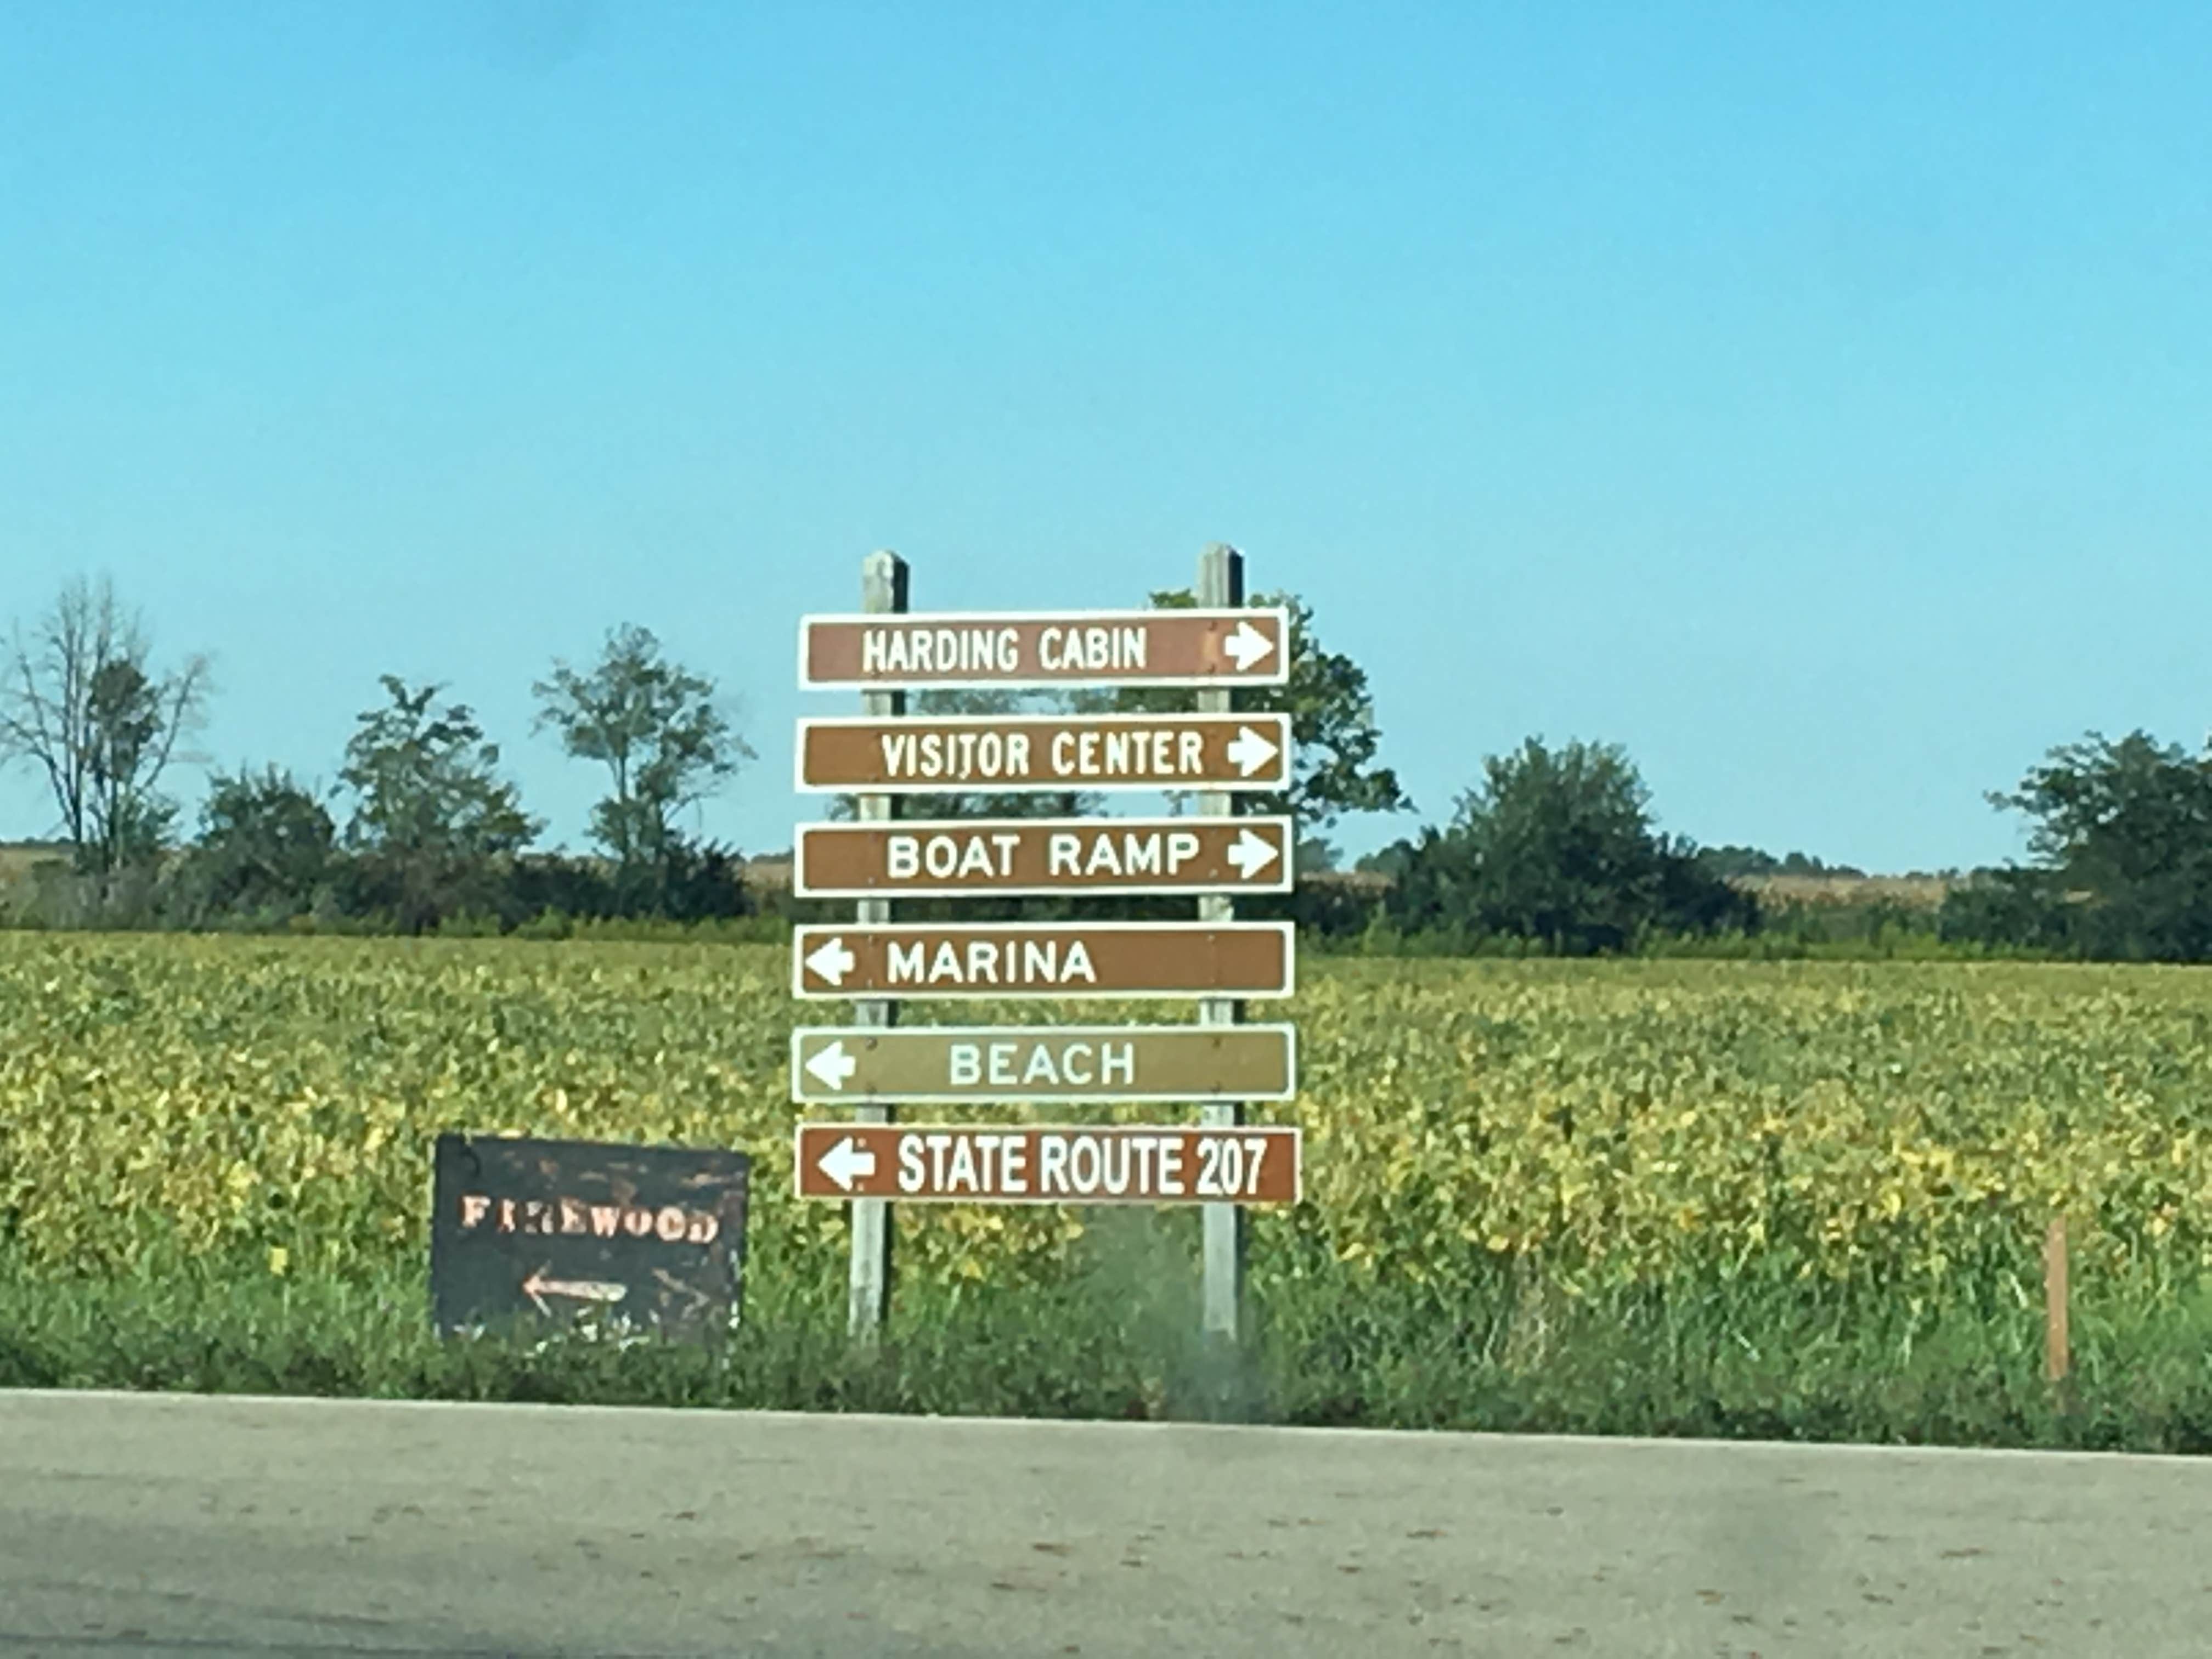 HARDING CABIN
VISITOR CENTER
BOAT RAMP
MARINA
BEACH
STATE ROUTE 207
FIREWOOD